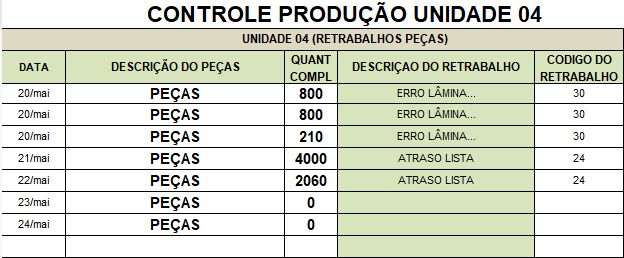 CONTROLE PRODUÇÃO UNIDADE 04
UNIDADE 04 (RETRABALHOS PEÇAS)
DATA DESCRIÇÃO DO PEÇAS QUANT COMPL DESCRIÇAO DO RETRABALHO CODIGO DO RETRABALHO
20/mai PEÇAS 800 ERRO LÂMINA... 30
20/mai PEÇAS 800 ERRO LÂMINA... 30
20/mai PEÇAS 210 ERRO LÂMINA... 30
21/mai PEÇAS 4000 ATRASO LISTA 24
22/mai PEÇAS 2060 ATRASO LISTA 24
23/mai PEÇAS 0
24/mai PEÇAS 0